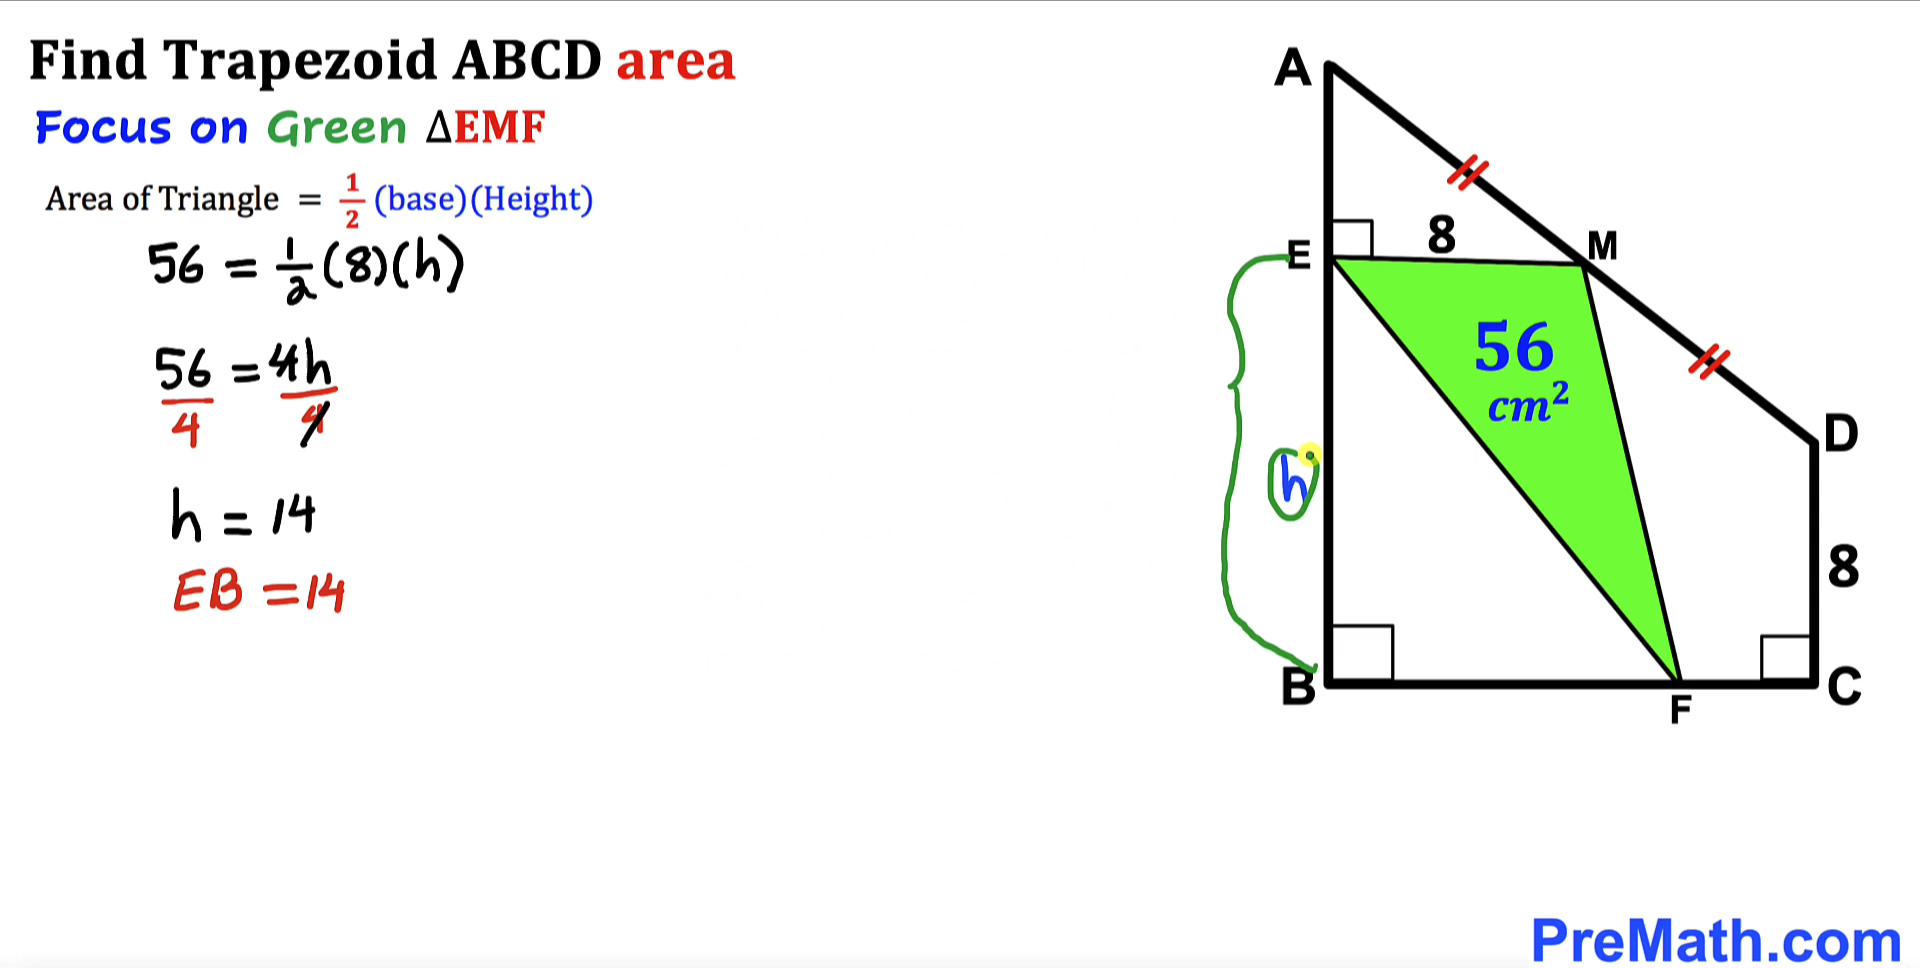 Find Trapezoid ABCD area
Focus on Green ΔEMF
Area of Triangle = 1/2 (base)(Height)
56 = 1/2 (8)(h)
56/4 = 4h/4
h = 14
EB = 14
A
8
E
M
56
cm²
D
h
8
B
C
F
PreMath.com